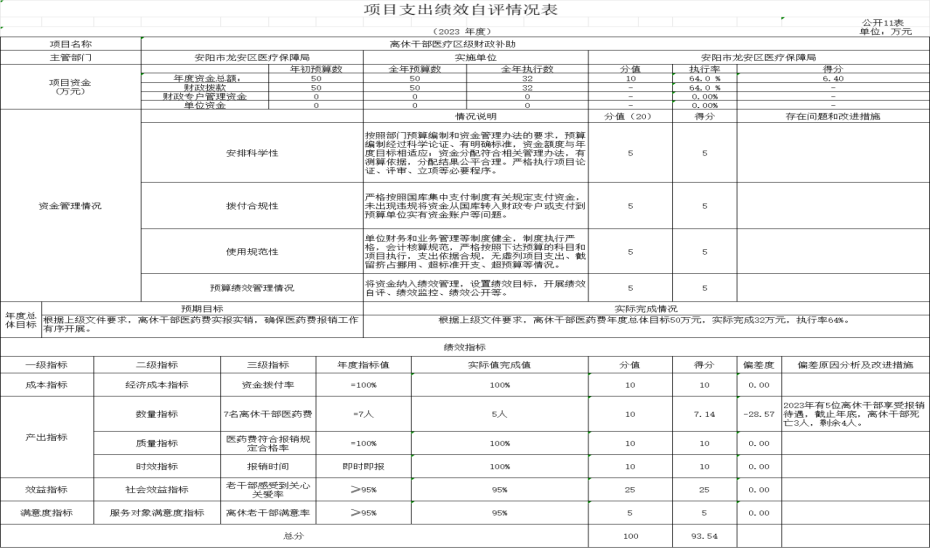 项目支出绩效自评情况表
公开11表
（2023 年度）
单位，万元
项目名称 离休干部医疗区级财政补助
主管部门 安阳市龙安区医疗保障局 实施单位 安阳市龙安区医疗保障局
项目资金（万元） 年初预算数 全年预算数 全年执行数 分值 执行率 得分
年度资金总额： 50 50 32 10 64.0 % 6.40
财政拨款 50 50 32 - 64.0 % -
财政专户管理资金 0 0 0 - 0.00% -
单位资金 0 0 0 - 0.00% -
资金管理情况 情况说明 分值（20） 得分 存在问题和改进措施
安排科学性
按照部门预算编制和资金管理办法的要求，预算
编制经过科学论证、有明确标准，资金额度与年
度目标相适应；资金分配符合相关管理办法，有
测算依据，分配结果公平合理。严格执行项目论
证、评审、立项等必要程序。
5 5
拨付合规性
严格按照国库集中支付制度有关规定支付资金，
未出现违规将资金从国库转入财政专户或支付到
预算单位实有资金账户等问题。
5 5
使用规范性
单位财务和业务管理等制度健全，制度执行严
格，会计核算规范，严格按照下达预算的科目和
项目执行，支出依据合规，无虚列项目支出、截
留挤占挪用、超标准开支、超预算等情况。
5 5
预算绩效管理情况
将资金纳入绩效管理，设置绩效目标，开展绩效
自评、绩效监控、绩效公开等。
5 5
年度总体目标 预期目标 实际完成情况
根据上级文件要求，离休干部医药费实报实销，确保医药费报销工作
有序开展。
根据上级文件要求，离休干部医药费年度总体目标50万元，实际完成32万元，执行率64%。
绩效指标
一级指标 二级指标 三级指标 年度指标值 实际值完成值 分值 得分 偏差度 偏差原因分析及改进措施
成本指标 经济成本指标 资金拨付率 =100% 100% 10 10 0.00
产出指标 数量指标 7名离休干部医药费 =7人 5人 10 7.14 -28.57
2023年有5位离休干部享受报销
待遇，截止年底，离休干部死
亡3人，剩余4人。
质量指标 医药费符合报销规定合格率 =100% 100% 10 10 0.00
时效指标 报销时间 即时即报 100% 10 10 0.00
效益指标 社会效益指标 老干部感受到关心关爱率 ≥95% 95% 25 25 0.00
满意度指标 服务对象满意度指标 离休老干部满意率 ≥95% 95% 5 5 0.00
总分 100 93.54